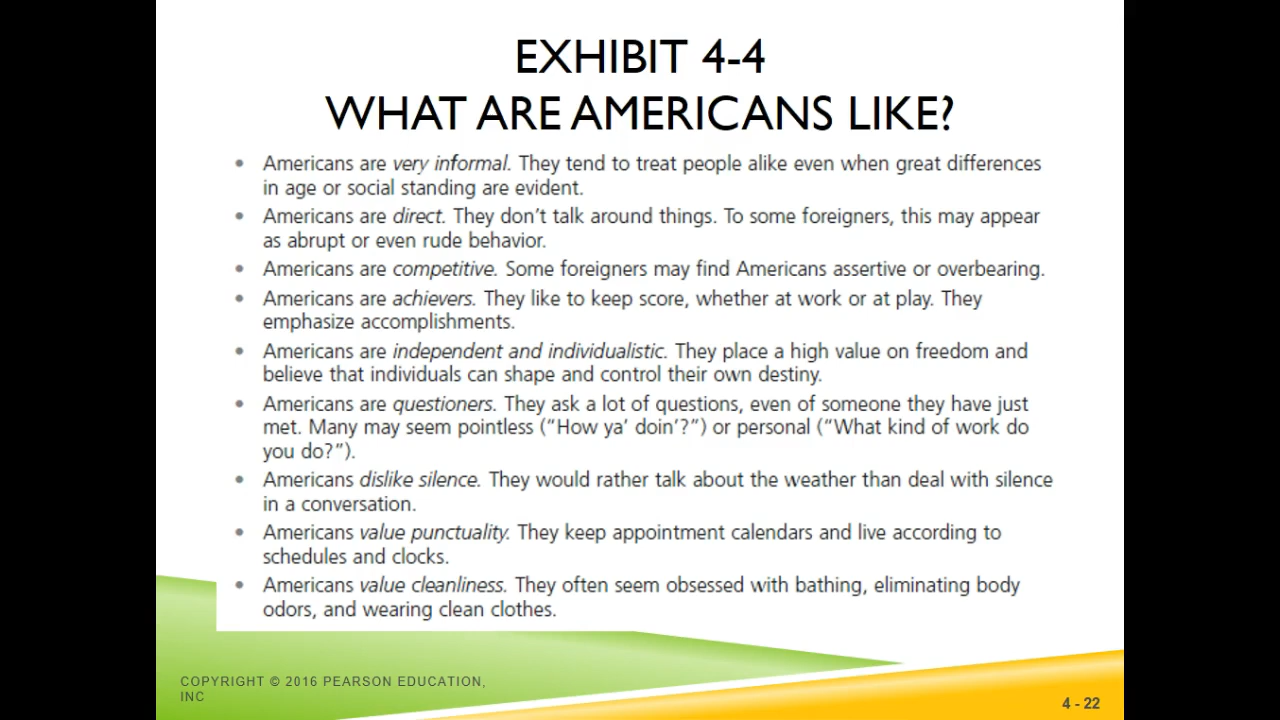 EXHIBIT 4-4
WHAT ARE AMERICANS LIKE?
• Americans are very informal. They tend to treat people alike even when great differences
in age or social standing are evident.
• Americans are direct. They don't talk around things. To some foreigners, this may appear
as abrupt or even rude behavior.
• Americans are competitive. Some foreigners may find Americans assertive or overbearing.
• Americans are achievers. They like to keep score, whether at work or at play. They
emphasize accomplishments.
• Americans are independent and individualistic. They place a high value on freedom and
believe that individuals can shape and control their own destiny.
• Americans are questioners. They ask a lot of questions, even of someone they have just
met. Many may seem pointless (“How ya' doin'?”) or personal (“What kind of work do
you do?”).
• Americans dislike silence. They would rather talk about the weather than deal with silence
in a conversation.
• Americans value punctuality. They keep appointment calendars and live according to
schedules and clocks.
• Americans value cleanliness. They often seem obsessed with bathing, eliminating body
odors, and wearing clean clothes.
COPYRIGHT © 2016 PEARSON EDUCATION,
INC
4 - 22